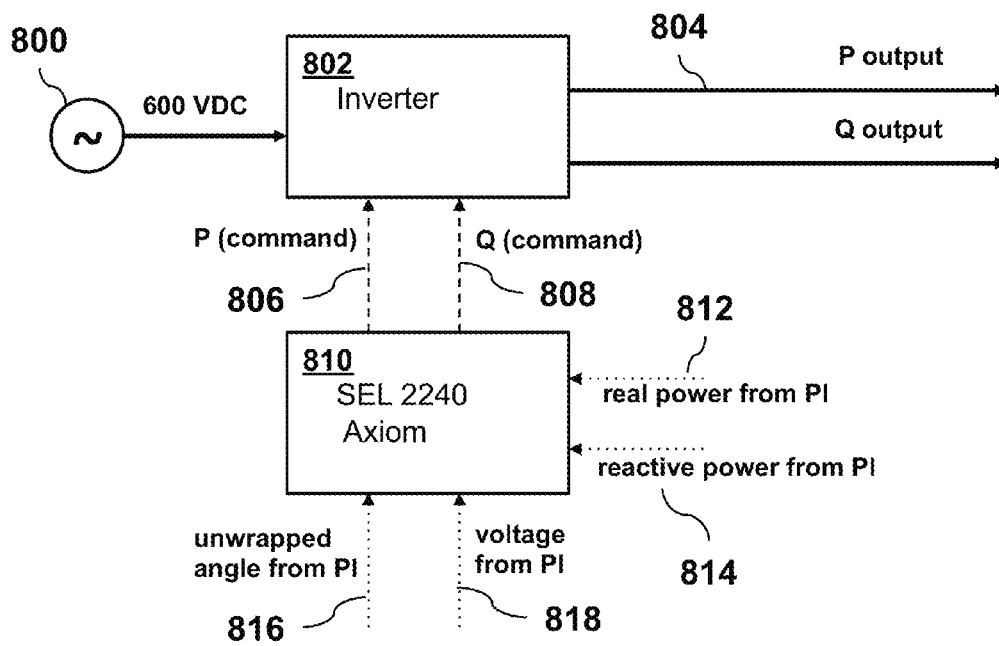 800
~
600 VDC
802
Inverter
804
P output
Q output
P (command)
Q (command)
806
808
810
SEL 2240
Axiom
812
real power from PI
reactive power from PI
814
unwrapped
angle from PI
voltage
from PI
816
818